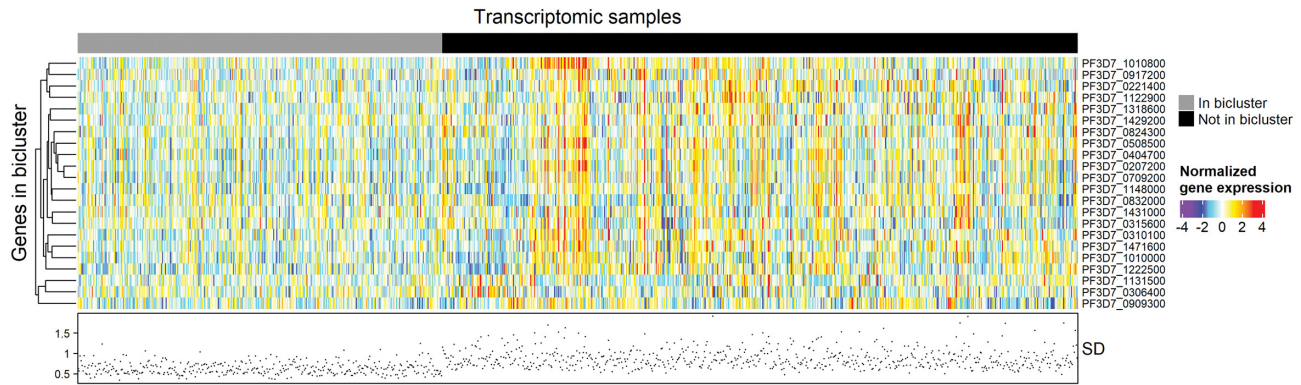 Transcriptomic samples
Genes in bicluster
PF3D7_1010800
PF3D7_0917200
PF3D7_0221400
PF3D7_1122900
PF3D7_1318600
PF3D7_1429200
PF3D7_0824300
PF3D7_0508500
PF3D7_0404700
PF3D7_0207200
PF3D7_0709200
PF3D7_1148000
PF3D7_0832000
PF3D7_1431000
PF3D7_0315600
PF3D7_0310100
PF3D7_1471600
PF3D7_1010000
PF3D7_1222500
PF3D7_1131500
PF3D7_0306400
PF3D7_0909300
In bicluster
Not in bicluster
Normalized
gene expression
-4 -2 0 2 4
1.5
1
0.5
SD